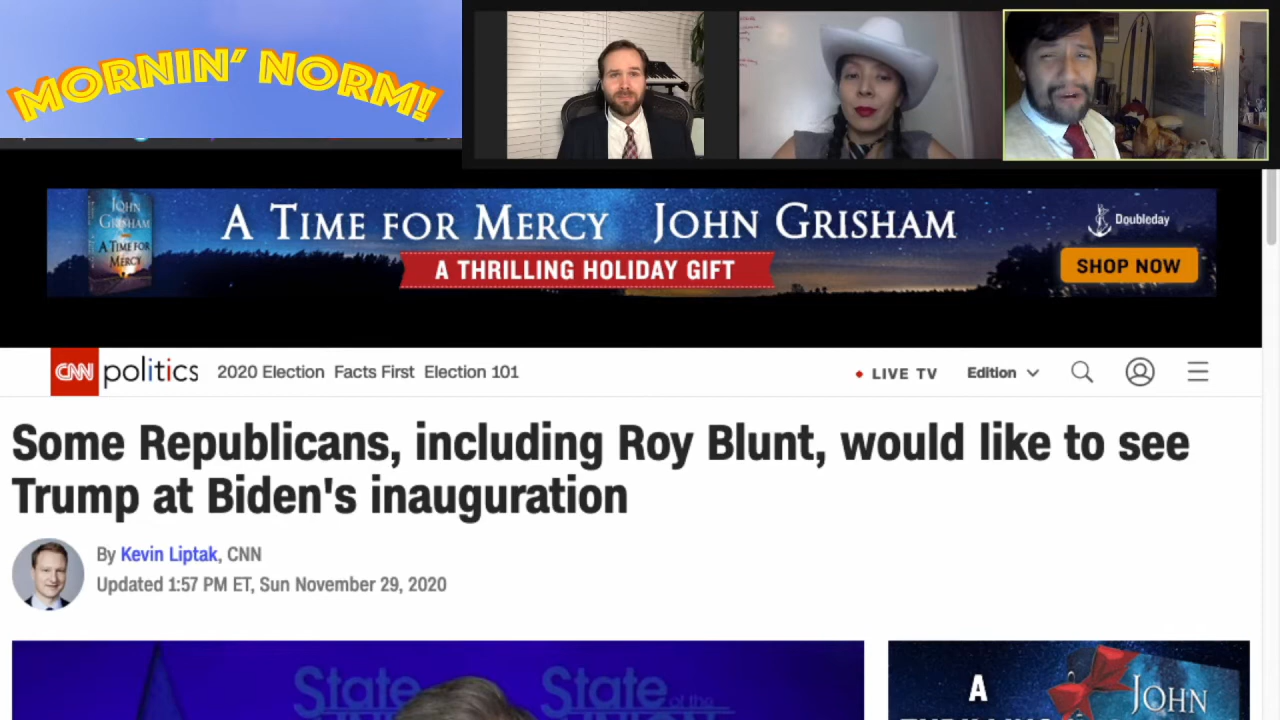 MORNIN' NORM!
JOHN
GRISHAM
A TIME FOR
MERCY
A TIME FOR MERCY JOHN GRISHAM
A THRILLING HOLIDAY GIFT
Doubleday
SHOP NOW
CNN politics 2020 Election Facts First Election 101
LIVE TV Edition
Some Republicans, including Roy Blunt, would like to see
Trump at Biden's inauguration
By Kevin Liptak, CNN
Updated 1:57 PM ET, Sun November 29, 2020
State State of the
A JOHN